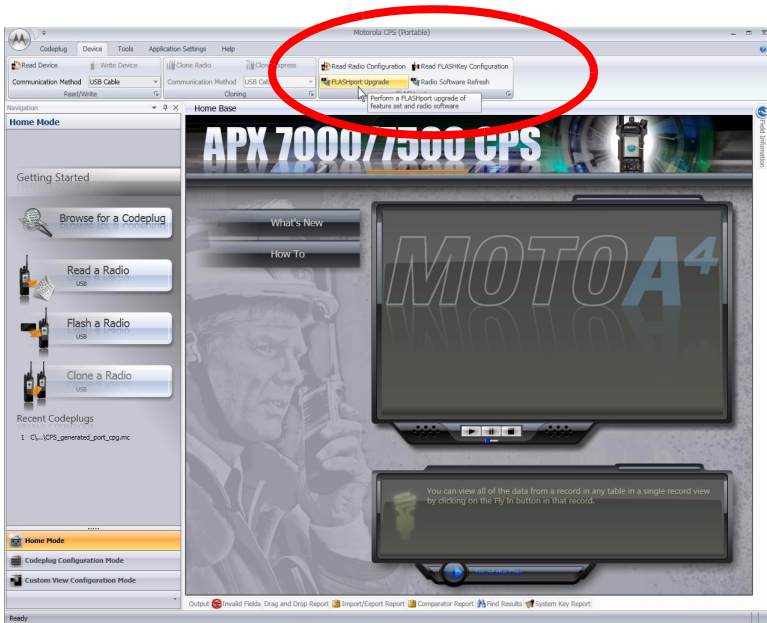 Motorola CPS (Portable)
Codeplug Device Tools Application Settings Help
Read Device Write Device Clone Radio Clone Express Read Radio Configuration Read FLASHKey Configuration
Communication Method USB Cable Communication Method USB FLASHport Upgrade Radio Software Refresh
Read/Write Cloning
Perform a FLASHport upgrade of
feature set and radio software
Navigation Home Base
Home Mode
Field Information
APX 7000/7500 CPS
Getting Started
Browse for a Codeplug
Read a Radio
USB
Flash a Radio
USB
Clone a Radio
USB
Recent Codeplugs
1 C\...\CPS_generated_port_cpg.mc
What's New
How To
MOTOA4
You can view all of the data from a record in any table in a single record view
by clicking on the Fly In button in that record.
Home Mode
Codeplug Configuration Mode
Custom View Configuration Mode
Output Invalid Fields Drag and Drop Report Import/Export Report Comparator Report Find Results System Key Report
Ready